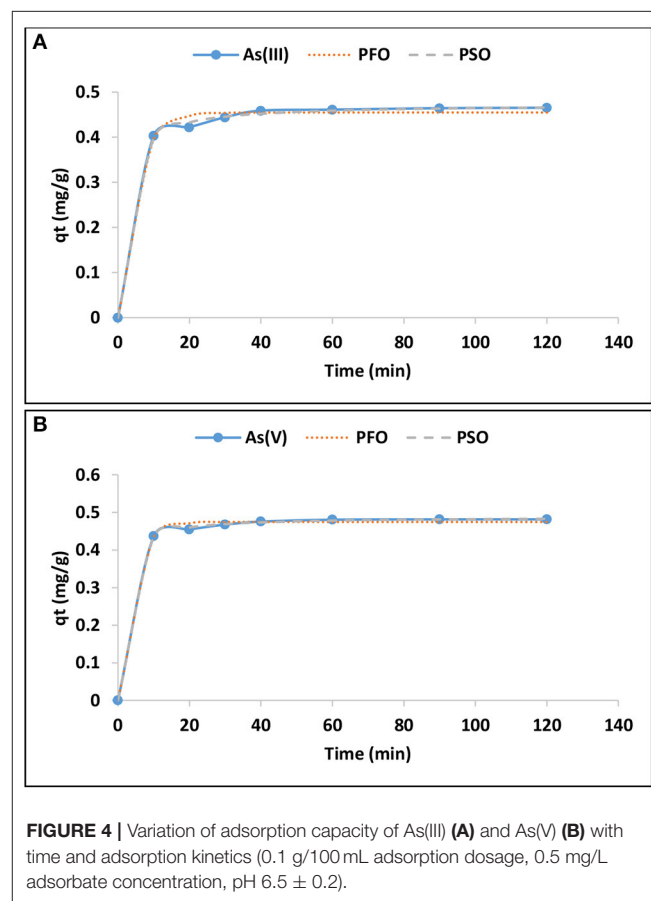 A
As(III) PFO PSO
0.5
0.4
0.3
0.2
0.1
0
qt (mg/g)
0 20 40 60 80 100 120 140
Time (min)
B
As(V) PFO PSO
0.6
0.5
0.4
0.3
0.2
0.1
0
qt (mg/g)
0 20 40 60 80 100 120 140
Time (min)
FIGURE 4 | Variation of adsorption capacity of As(III) (A) and As(V) (B) with
time and adsorption kinetics (0.1 g/100 mL adsorption dosage, 0.5 mg/L
adsorbate concentration, pH 6.5 ± 0.2).